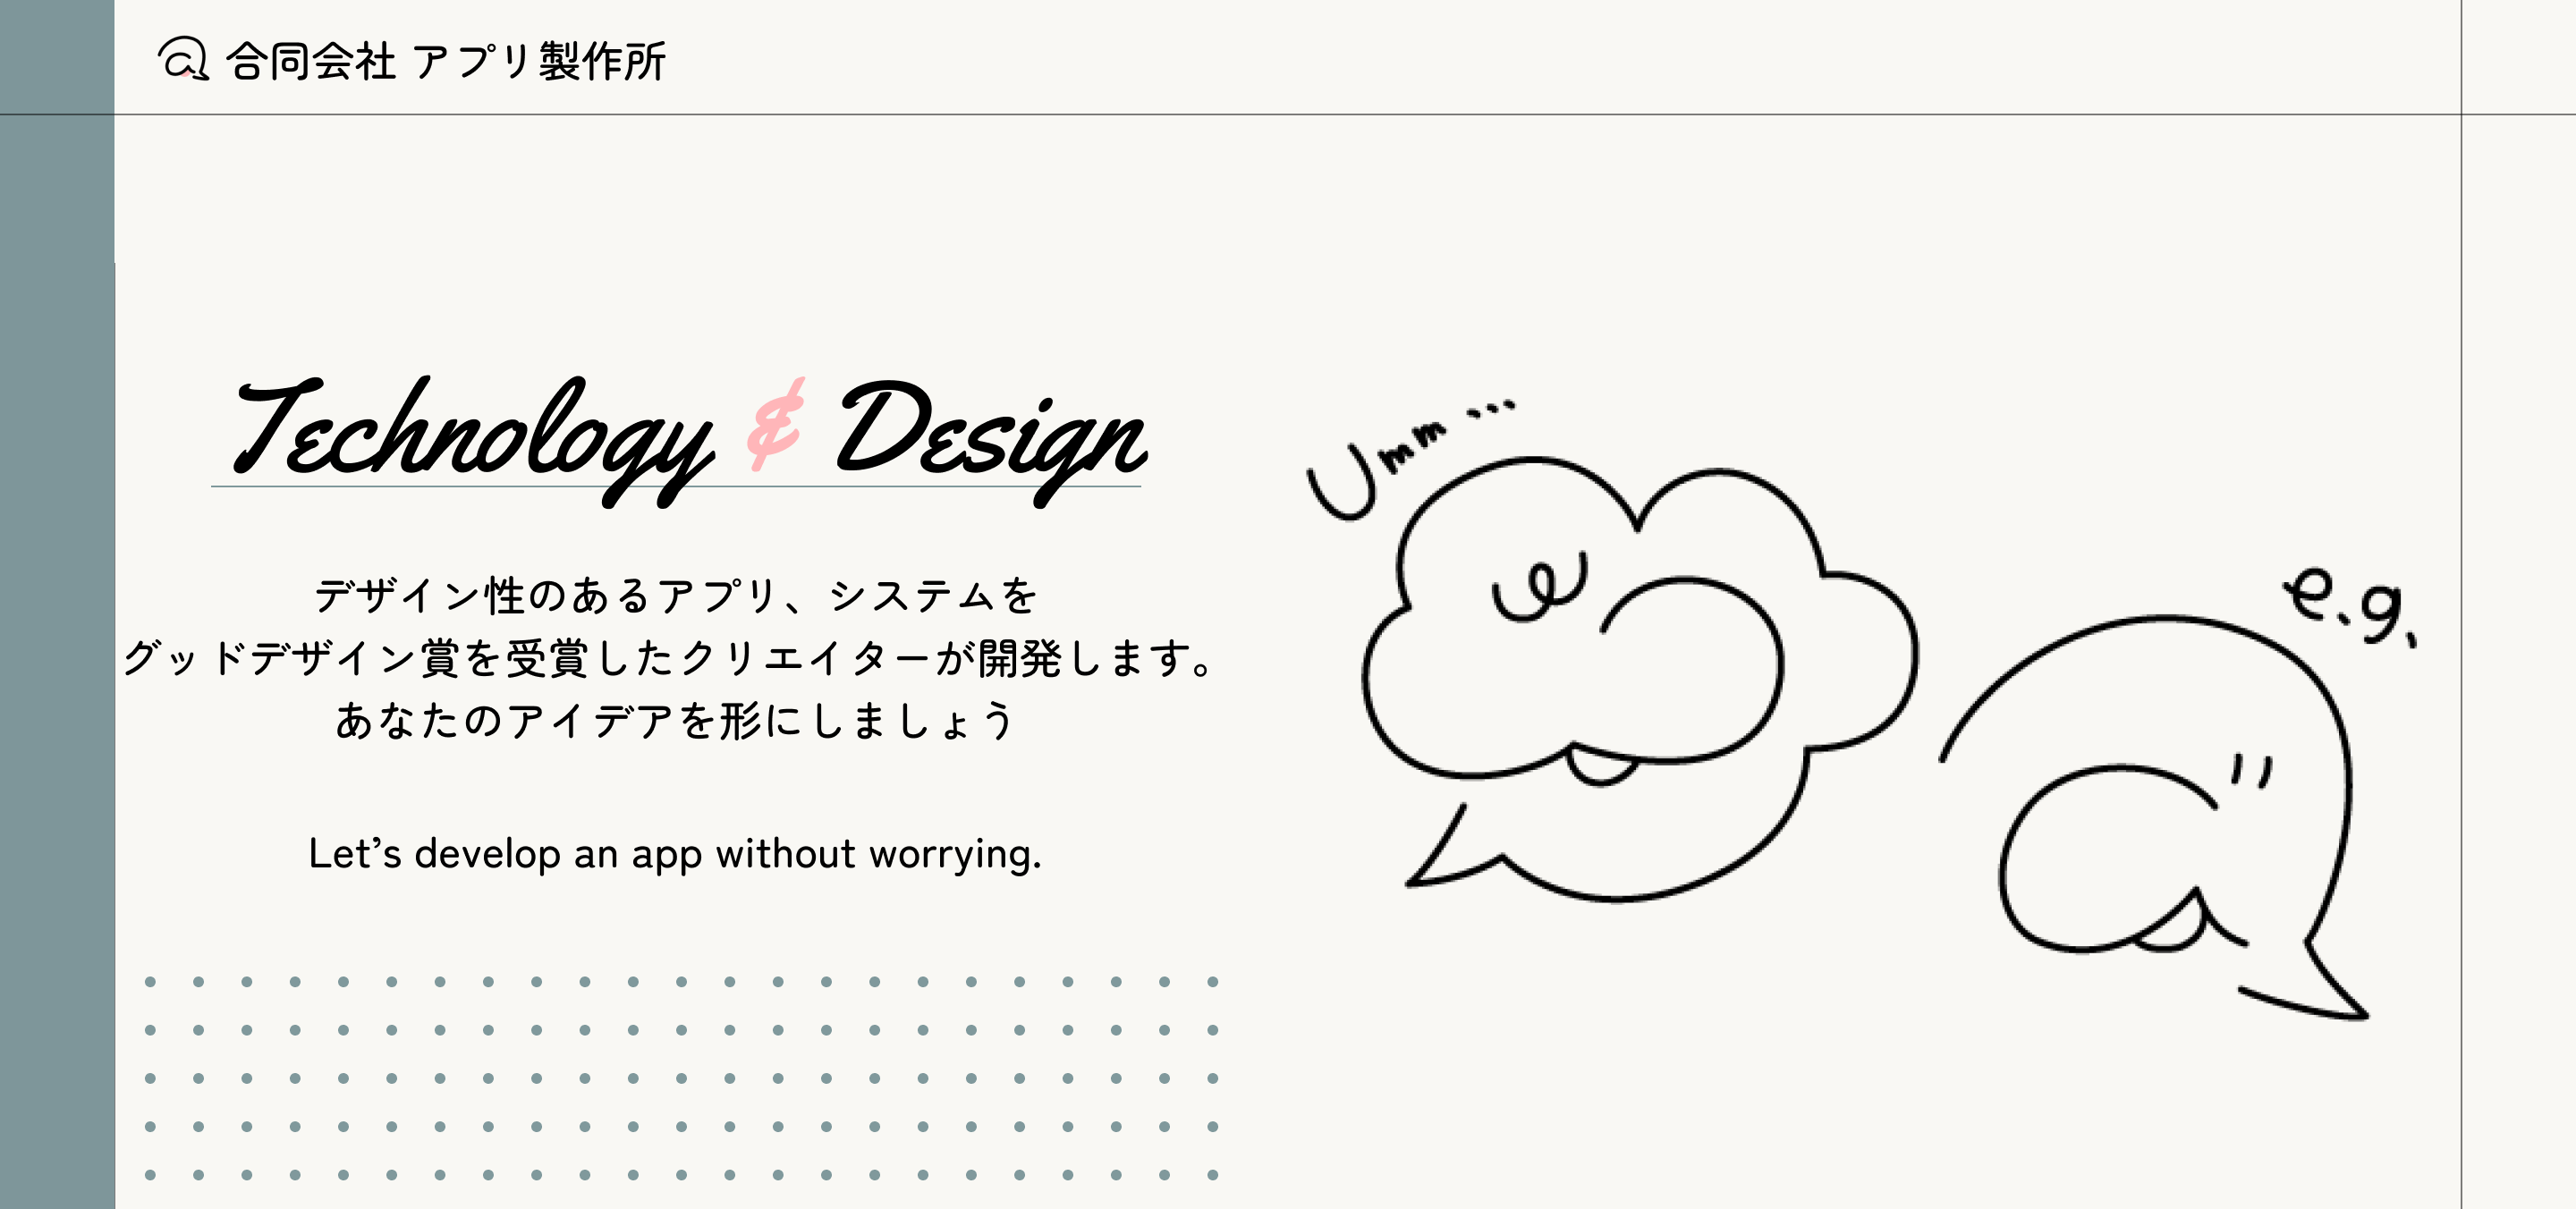 合同会社 アプリ製作所
Technology & Design
デザイン性のあるアプリ、システムを
グッドデザイン賞を受賞したクリエイターが開発します。
あなたのアイデアを形にしましょう
Let’s develop an app without worrying.
Umm …
e.g.